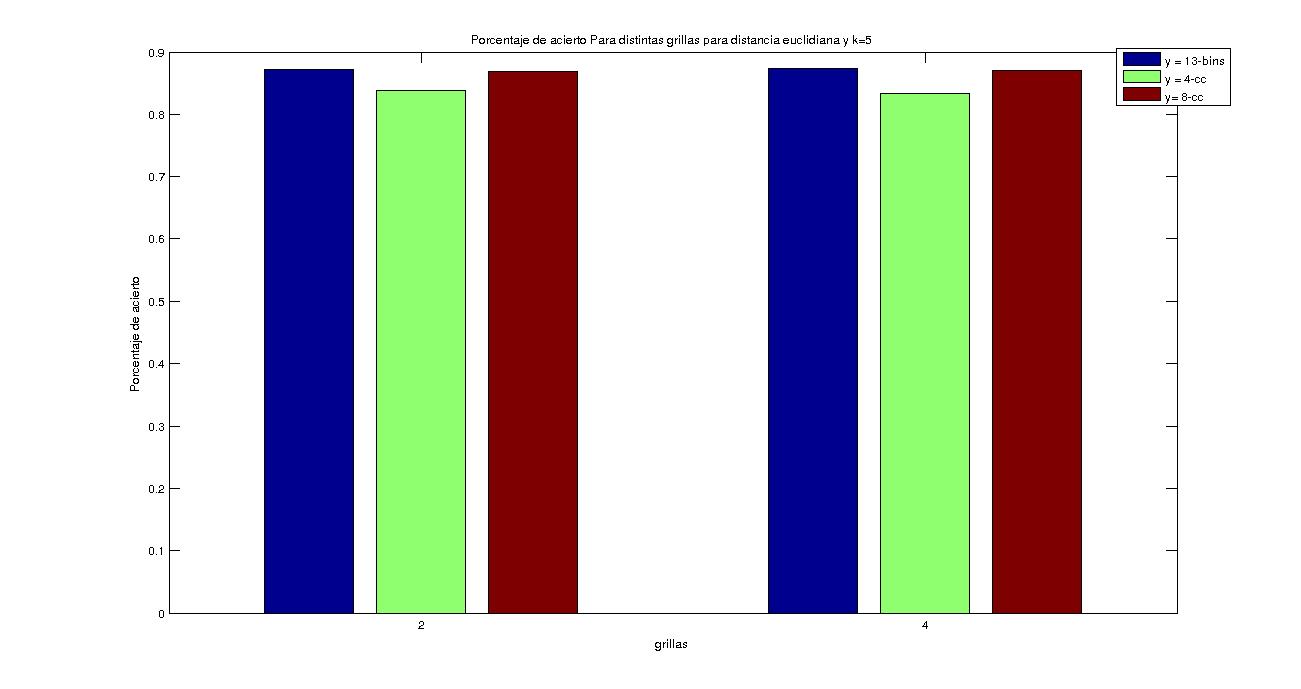 Porcentaje de acierto Para distintas grillas para distancia euclidiana y k=5
0.9
0.8
0.7
0.6
0.5
0.4
0.3
0.2
0.1
0
Porcentaje de acierto
y = 13-bins
y = 4-cc
y= 8-cc
2
4
grillas